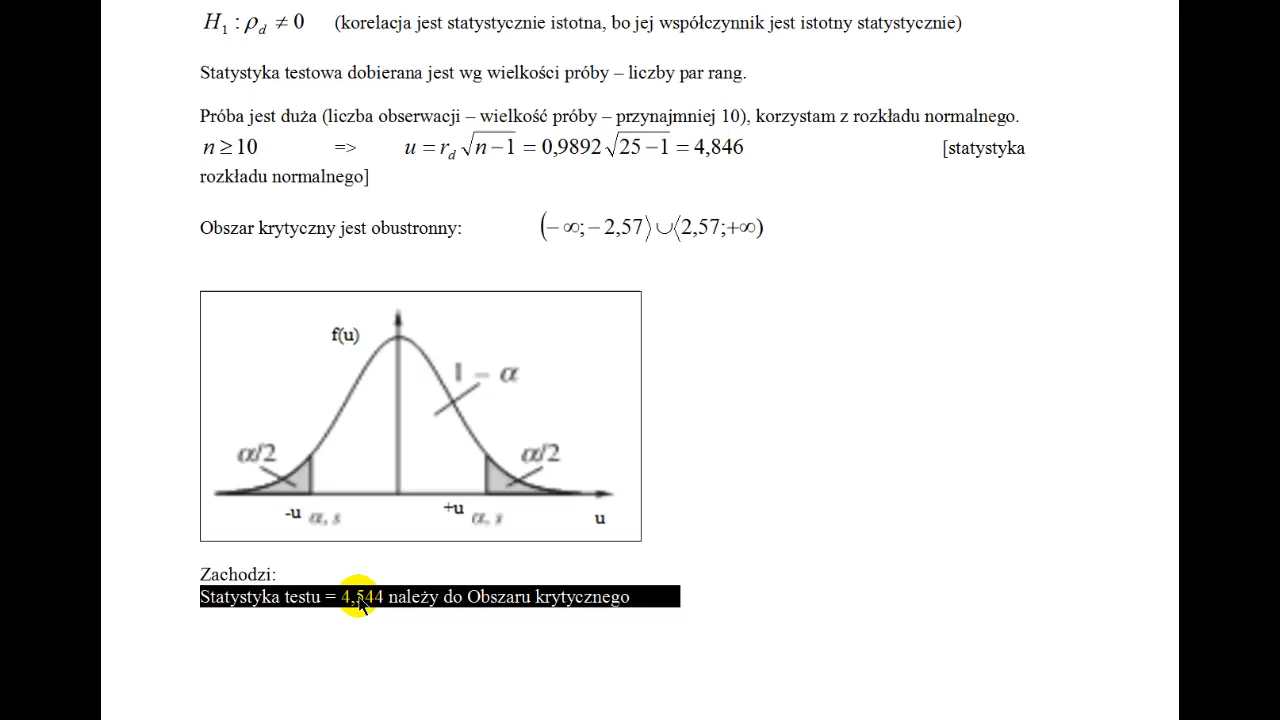 H₁ : ρ_d ≠ 0 (korelacja jest statystycznie istotna, bo jej współczynnik jest istotny statystycznie)
Statystyka testowa dobierana jest wg wielkości próby – liczby par rang.
Próba jest duża (liczba obserwacji – wielkość próby – przynajmniej 10), korzystam z rozkładu normalnego.
n ≥ 10 => u = r_d √(n−1) = 0,9892 √(25−1) = 4,846 [statystyka
rozkładu normalnego]
Obszar krytyczny jest obustronny: (− ∞; − 2,57⟩ ∪ ⟨2,57; +∞)
f(u)
1 – α
α/2 α/2
-u α, s +u α, s u
Zachodzi:
Statystyka testu = 4,544 należy do Obszaru krytycznego